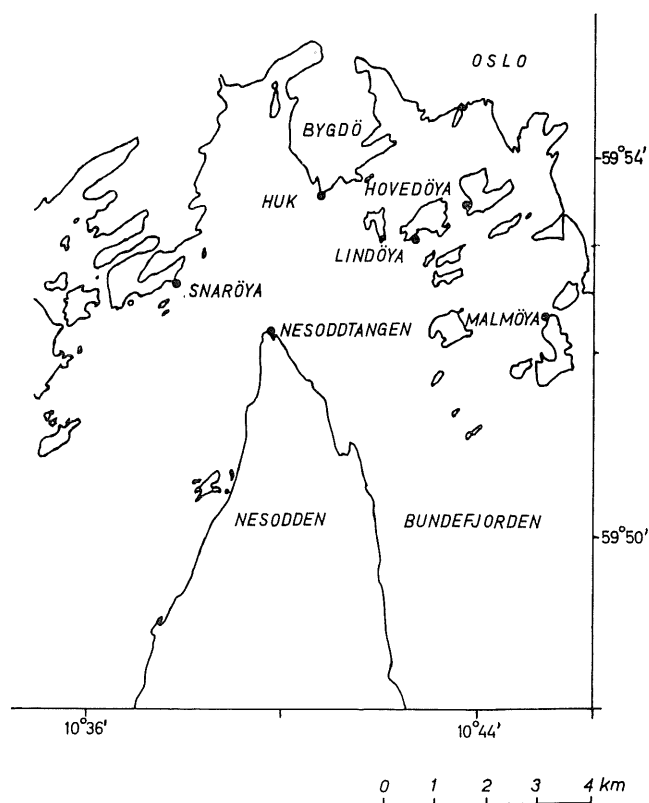 OSLO
BYGDÖ
59°54'
HUK
HOVEDÖYA
LINDÖYA
SNARÖYA
NESODDTANGEN
MALMÖYA
NESODDEN
BUNDEFJORDEN
59°50'
10°36'
10°44'
0 1 2 3 4 km